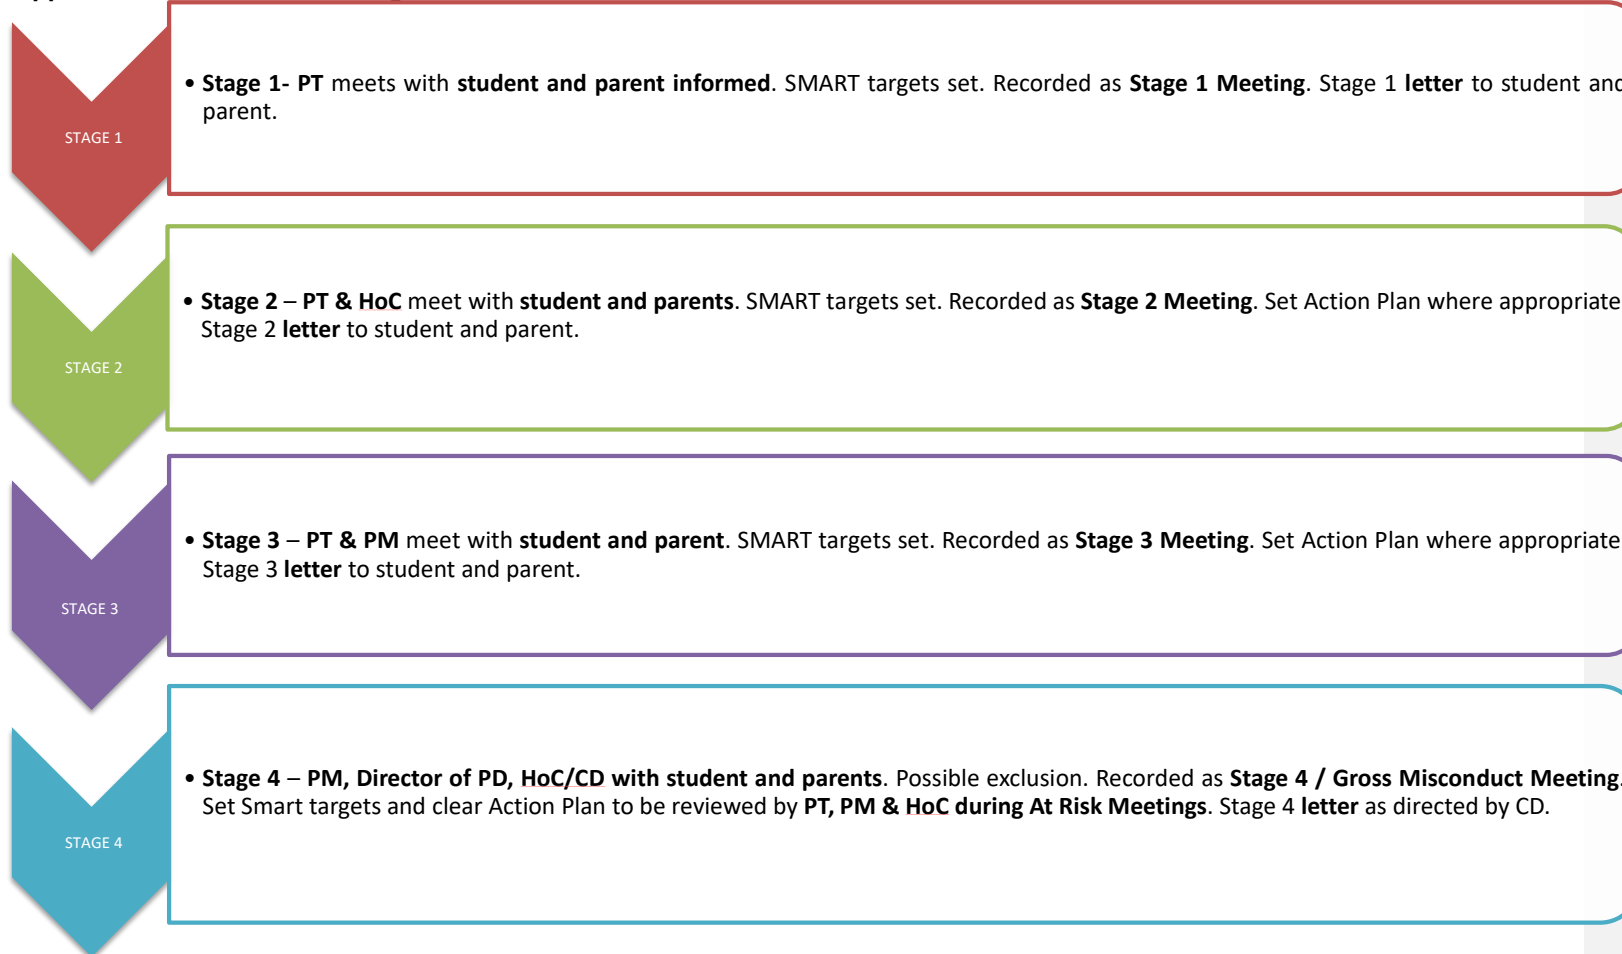 STAGE 1
• Stage 1- PT meets with student and parent informed. SMART targets set. Recorded as Stage 1 Meeting. Stage 1 letter to student and
parent.
STAGE 2
• Stage 2 – PT & HoC meet with student and parents. SMART targets set. Recorded as Stage 2 Meeting. Set Action Plan where appropriate
Stage 2 letter to student and parent.
STAGE 3
• Stage 3 – PT & PM meet with student and parent. SMART targets set. Recorded as Stage 3 Meeting. Set Action Plan where appropriate
Stage 3 letter to student and parent.
STAGE 4
• Stage 4 – PM, Director of PD, HoC/CD with student and parents. Possible exclusion. Recorded as Stage 4 / Gross Misconduct Meeting.
Set Smart targets and clear Action Plan to be reviewed by PT, PM & HoC during At Risk Meetings. Stage 4 letter as directed by CD.